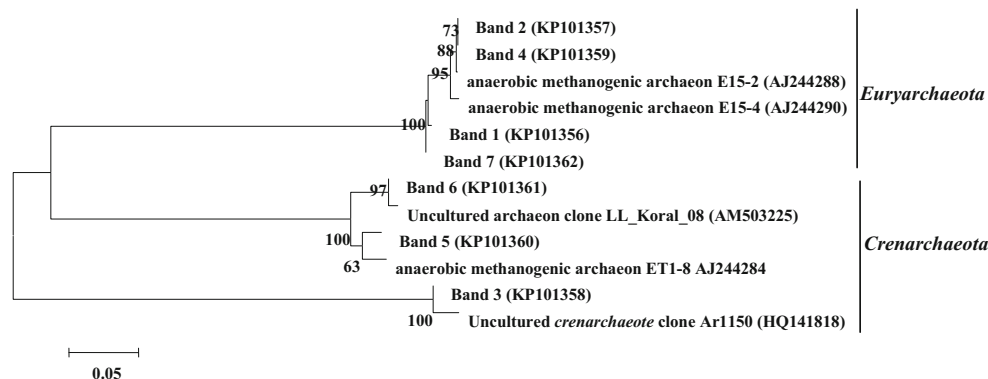 73
Band 2 (KP101357)
88
Band 4 (KP101359)
95
anaerobic methanogenic archaeon E15-2 (AJ244288)
Euryarchaeota
anaerobic methanogenic archaeon E15-4 (AJ244290)
100
Band 1 (KP101356)
Band 7 (KP101362)
97
Band 6 (KP101361)
Uncultured archaeon clone LL_Koral_08 (AM503225)
100
Band 5 (KP101360)
Crenarchaeota
63
anaerobic methanogenic archaeon ET1-8 AJ244284
Band 3 (KP101358)
100
Uncultured crenarchaeote clone Ar1150 (HQ141818)
0.05